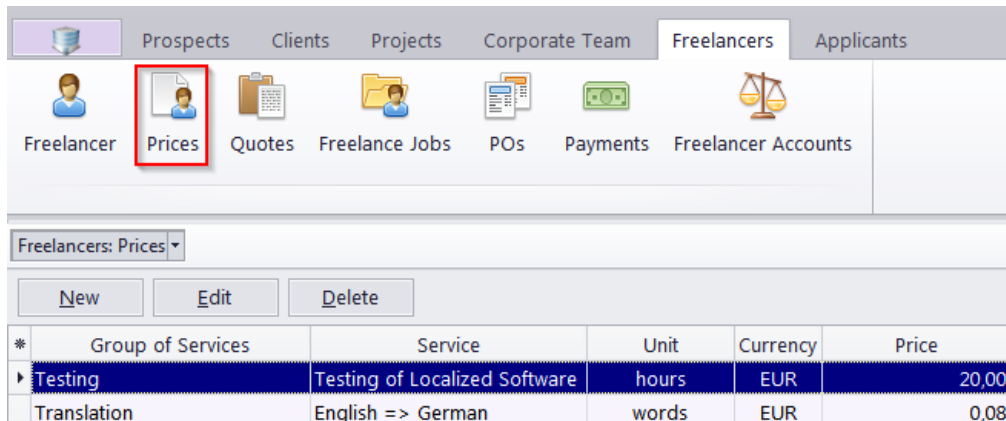 Prospects Clients Projects Corporate Team Freelancers Applicants
Freelancer Prices Quotes Freelance Jobs POs Payments Freelancer Accounts
Freelancers: Prices
New Edit Delete
Group of Services Service Unit Currency Price
Testing Testing of Localized Software hours EUR 20,00
Translation English => German words EUR 0,08